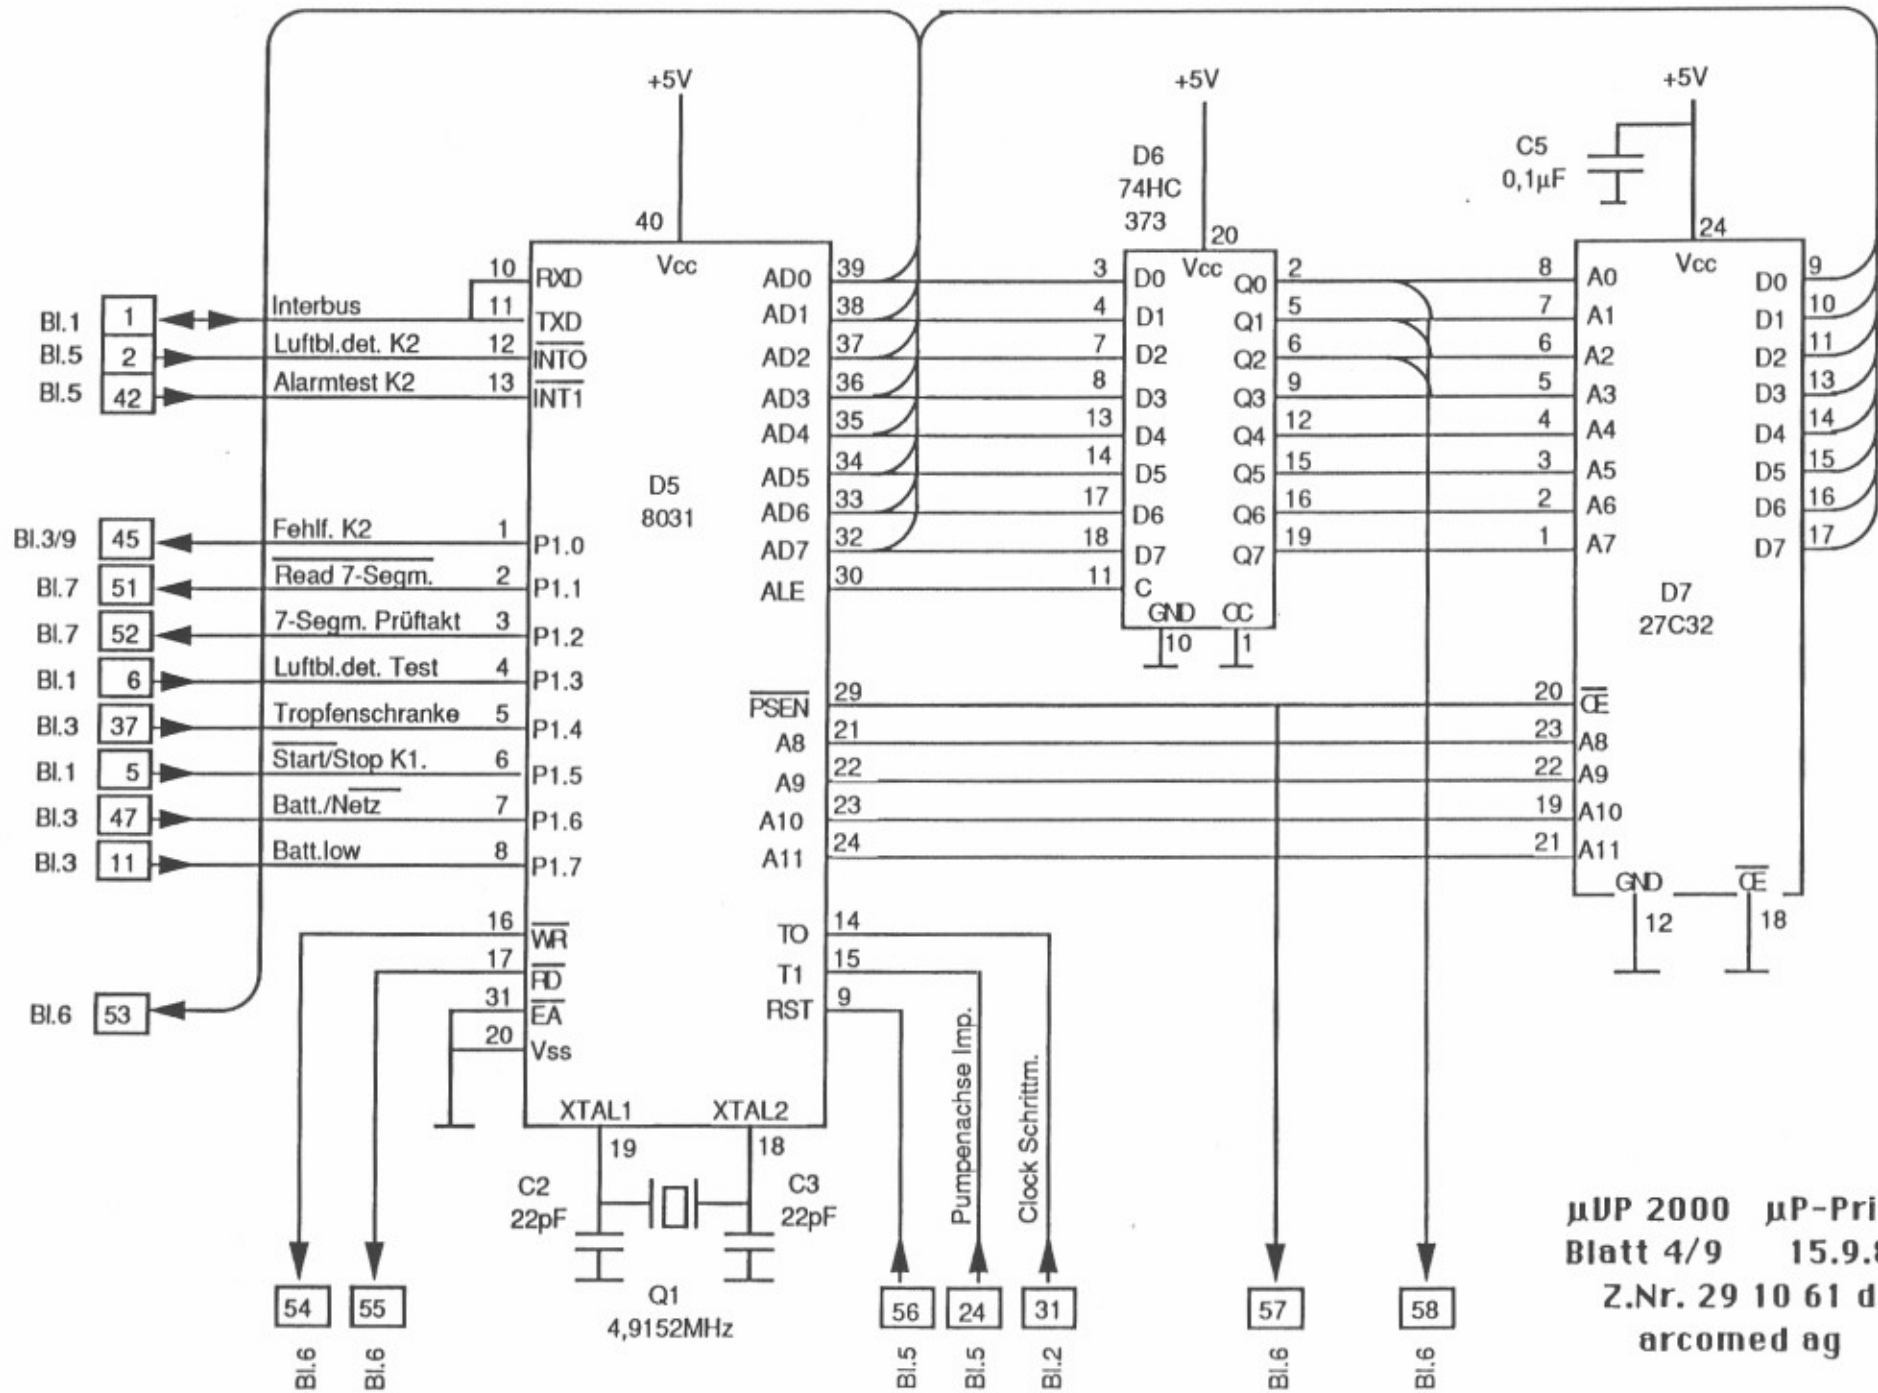 +5V
+5V
+5V
C5
0,1µF
D6
74HC
373
40
20
24
Vcc
Vcc
Vcc
10 RXD
Bl.1 1 Interbus 11 TXD
Bl.5 2 Luftbl.det. K2 12 INTO
Bl.5 42 Alarmtest K2 13 INT1
AD0 39 3 D0 Q0 2 8 A0 D0 9
AD1 38 4 D1 Q1 5 7 A1 D1 10
AD2 37 7 D2 Q2 6 6 A2 D2 11
AD3 36 8 D3 Q3 9 5 A3 D3 13
AD4 35 13 D4 Q4 12 4 A4 D4 14
AD5 34 14 D5 Q5 15 3 A5 D5 15
AD6 33 17 D6 Q6 16 2 A6 D6 16
AD7 32 18 D7 Q7 19 1 A7 D7 17
ALE 30 11 C
GND OC
10 1
D5
8031
D7
27C32
Bl.3/9 45 Fehlf. K2 1 P1.0
Bl.7 51 Read 7-Segm. 2 P1.1
Bl.7 52 7-Segm. Prüftakt 3 P1.2
Bl.1 6 Luftbl.det. Test 4 P1.3
Bl.3 37 Tropfenschranke 5 P1.4
Bl.1 5 Start/Stop K1. 6 P1.5
Bl.3 47 Batt./Netz 7 P1.6
Bl.3 11 Batt.low 8 P1.7
PSEN 29 20 OE
A8 21 23 A8
A9 22 22 A9
A10 23 19 A10
A11 24 21 A11
GND CE
12 18
16 WR
17 RD
31 EA
20 Vss
Bl.6 53
TO 14
T1 15
RST 9
XTAL1 XTAL2
19 18
C2
22pF
C3
22pF
Q1
4,9152MHz
Pumpenachse Imp.
Clock Schrittm.
54 55 56 24 31 57 58
Bl.6 Bl.6 Bl.5 Bl.5 Bl.2 Bl.6 Bl.6
µVP 2000 µP-Pri
Blatt 4/9 15.9.8
Z.Nr. 29 10 61 d
arcomed ag